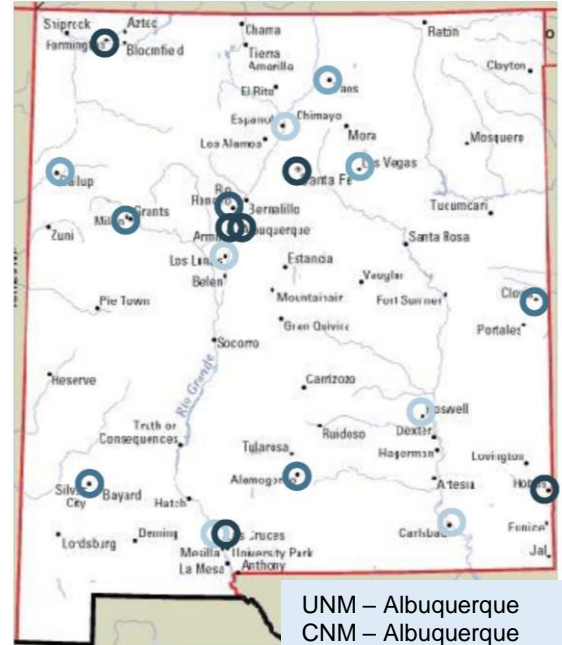 Shiprock
Aztec
Farmington
Bloomfield
Chama
Tierra
Amarilla
Raton
Clayton
El Rito
Taos
Espanola
Chimayo
Los Alamos
Mora
Mosquero
Las Vegas
Santa Fe
Gallup
Rio
Rancho
Bernalillo
Milan
Grants
Tucumcari
Albuquerque
Zuni
Santa Rosa
Los Lunas
Estancia
Belen
Vaughn
Mountainair
Fort Sumner
Clovis
Pie Town
Gran Quivira
Portales
Socorro
Rio Grande
Reserve
Carrizozo
Roswell
Truth or
Consequences
Ruidoso
Dexter
Tularosa
Hagerman
Lovington
Silver
City
Bayard
Alamogordo
Artesia
Hobbs
Hatch
Lordsburg
Deming
Las Cruces
Carlsbad
Eunice
Mesilla
University Park
Jal
La Mesa
Anthony
UNM – Albuquerque
CNM – Albuquerque